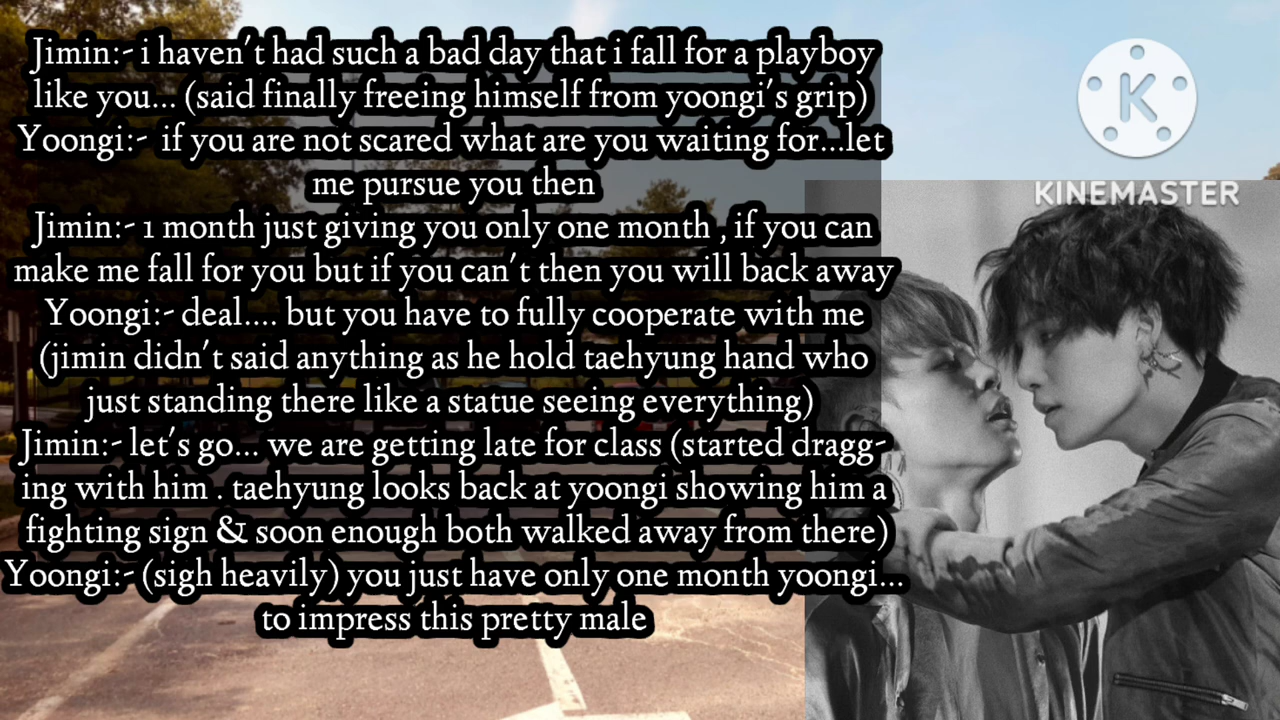 Jimin:- i haven't had such a bad day that i fall for a playboy
like you... (said finally freeing himself from yoongi's grip)
Yoongi:- if you are not scared what are you waiting for...let
me pursue you then
Jimin:- 1 month just giving you only one month , if you can
make me fall for you but if you can't then you will back away
Yoongi:- deal.... but you have to fully cooperate with me
(jimin didn't said anything as he hold taehyung hand who
just standing there like a statue seeing everything)
Jimin:- let's go... we are getting late for class (started dragg-
ing with him . taehyung looks back at yoongi showing him a
fighting sign & soon enough both walked away from there)
Yoongi:- (sigh heavily) you just have only one month yoongi...
to impress this pretty male
K
KINEMASTER